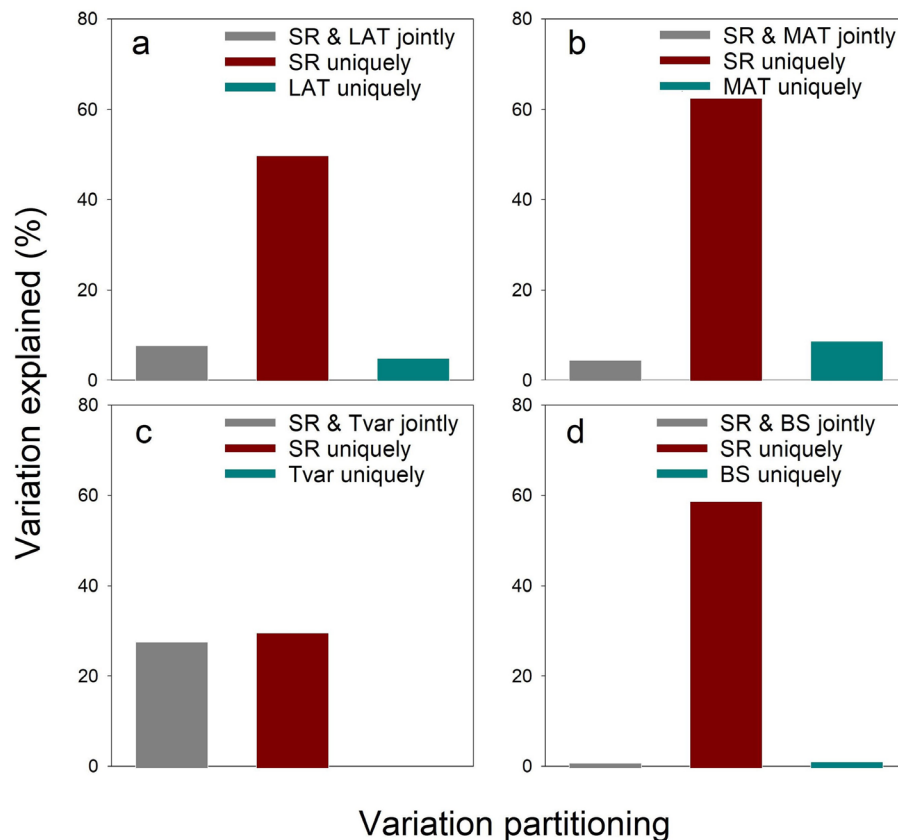 Variation explained (%)
a
SR & LAT jointly
SR uniquely
LAT uniquely
80
60
40
20
0
b
SR & MAT jointly
SR uniquely
MAT uniquely
80
60
40
20
0
c
SR & Tvar jointly
SR uniquely
Tvar uniquely
80
60
40
20
0
d
SR & BS jointly
SR uniquely
BS uniquely
80
60
40
20
0
Variation partitioning